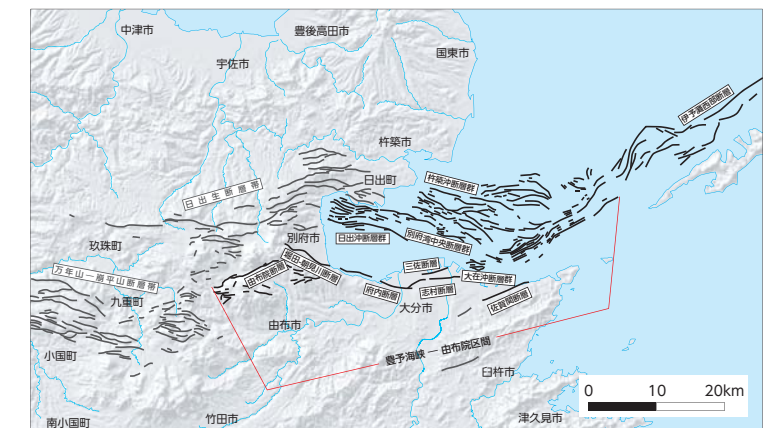 中津市
豊後高田市
国東市
宇佐市
伊予灘西部断層
杵築市
日出町
杵築沖断層群
日出生断層帯
別府市
日出沖断層群
別府湾中央断層群
玖珠町
万年山－崩平山断層帯
九重町
由布院断層
堀田-朝見川断層
三佐断層
大在沖断層群
府内断層
志村断層
佐賀関断層
大分市
由布市
小国町
豊予海峡 ― 由布院区間
臼杵市
0 10 20km
南小国町
竹田市
津久見市